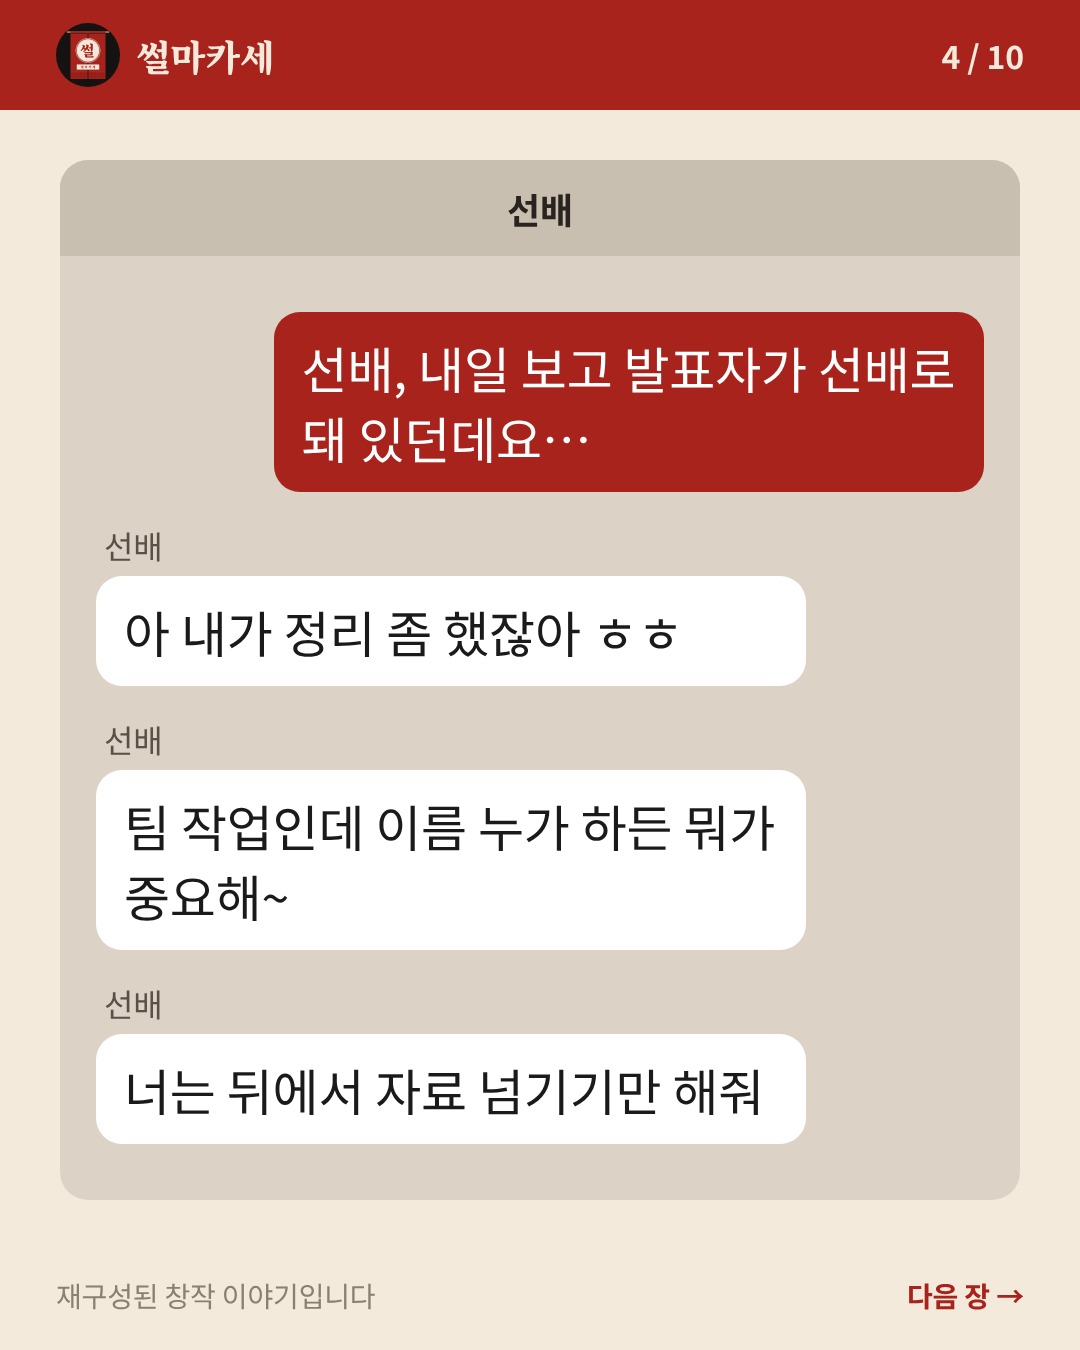 썰
썰마카세
4 / 10
선배
선배, 내일 보고 발표자가 선배로
돼 있던데요…
선배
아 내가 정리 좀 했잖아 ㅎㅎ
선배
팀 작업인데 이름 누가 하든 뭐가
중요해~
선배
너는 뒤에서 자료 넘기기만 해줘
재구성된 창작 이야기입니다
다음 장 →